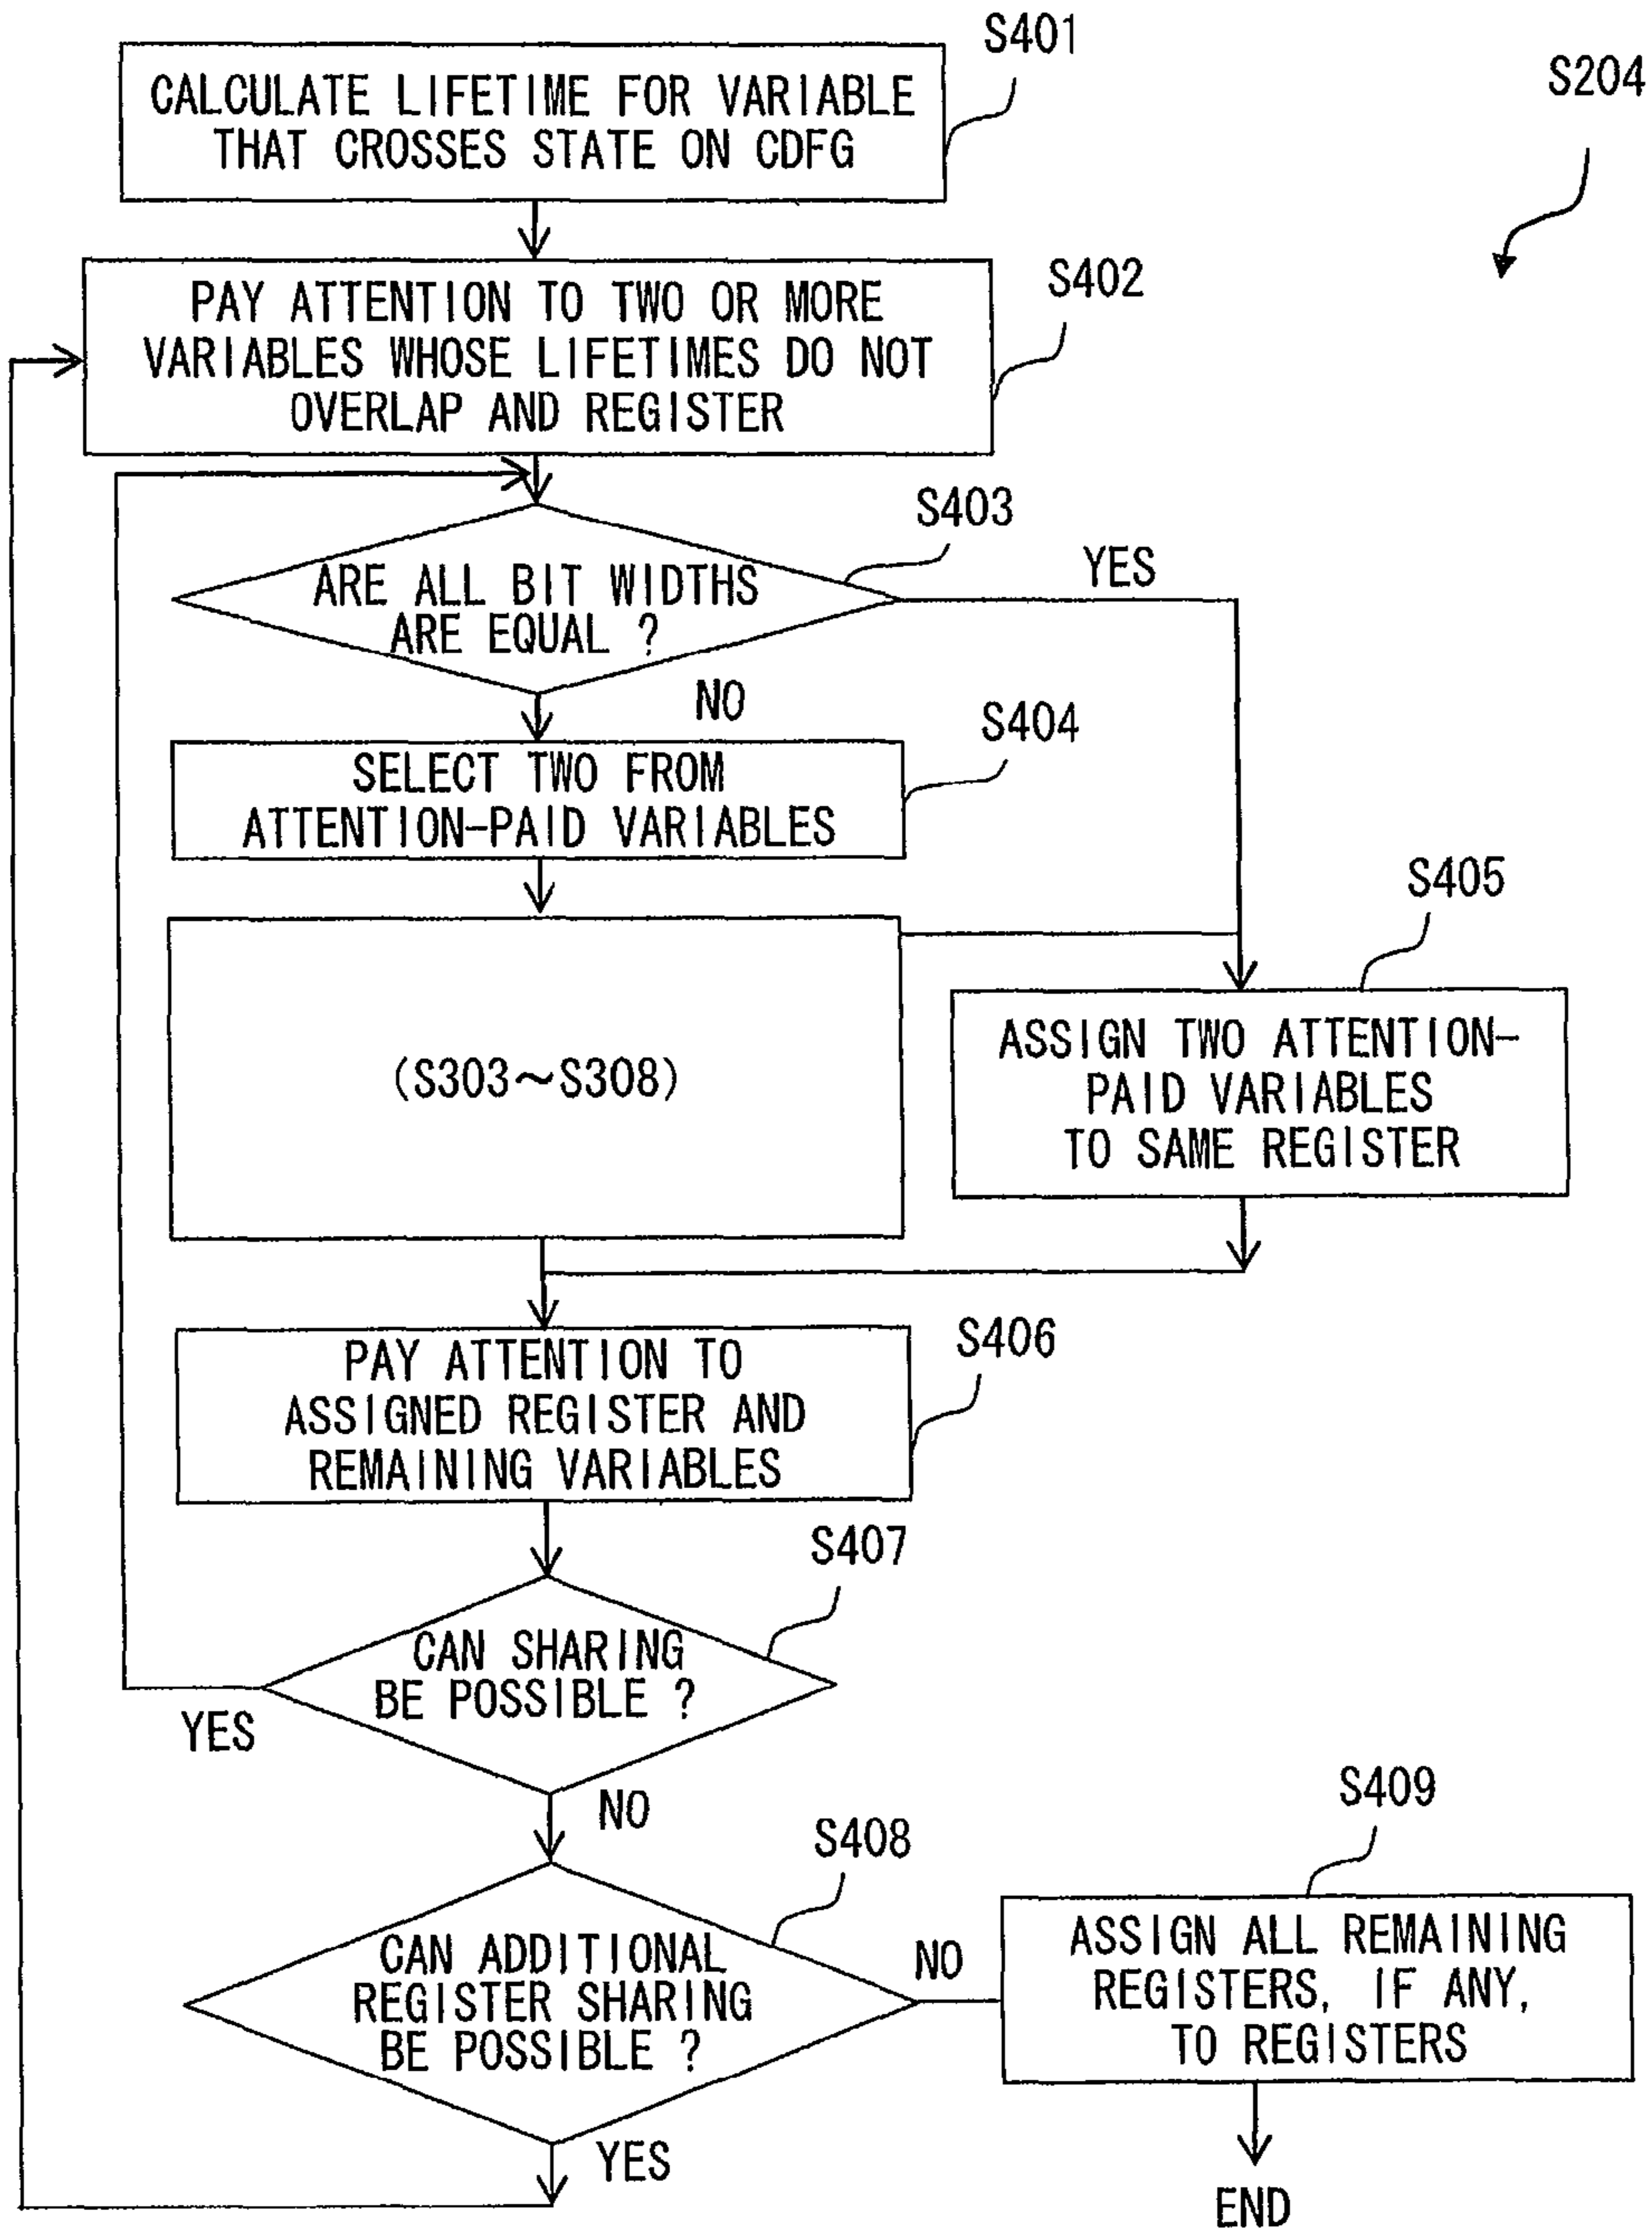 S401
S204
CALCULATE LIFETIME FOR VARIABLE
THAT CROSSES STATE ON CDFG
S402
PAY ATTENTION TO TWO OR MORE
VARIABLES WHOSE LIFETIMES DO NOT
OVERLAP AND REGISTER
S403
YES
ARE ALL BIT WIDTHS
ARE EQUAL ?
NO
S404
SELECT TWO FROM
ATTENTION-PAID VARIABLES
S405
(S303~S308)
ASSIGN TWO ATTENTION-
PAID VARIABLES
TO SAME REGISTER
S406
PAY ATTENTION TO
ASSIGNED REGISTER AND
REMAINING VARIABLES
S407
CAN SHARING
BE POSSIBLE ?
YES
NO
S408
S409
CAN ADDITIONAL
REGISTER SHARING
BE POSSIBLE ?
NO
ASSIGN ALL REMAINING
REGISTERS, IF ANY,
TO REGISTERS
YES
END